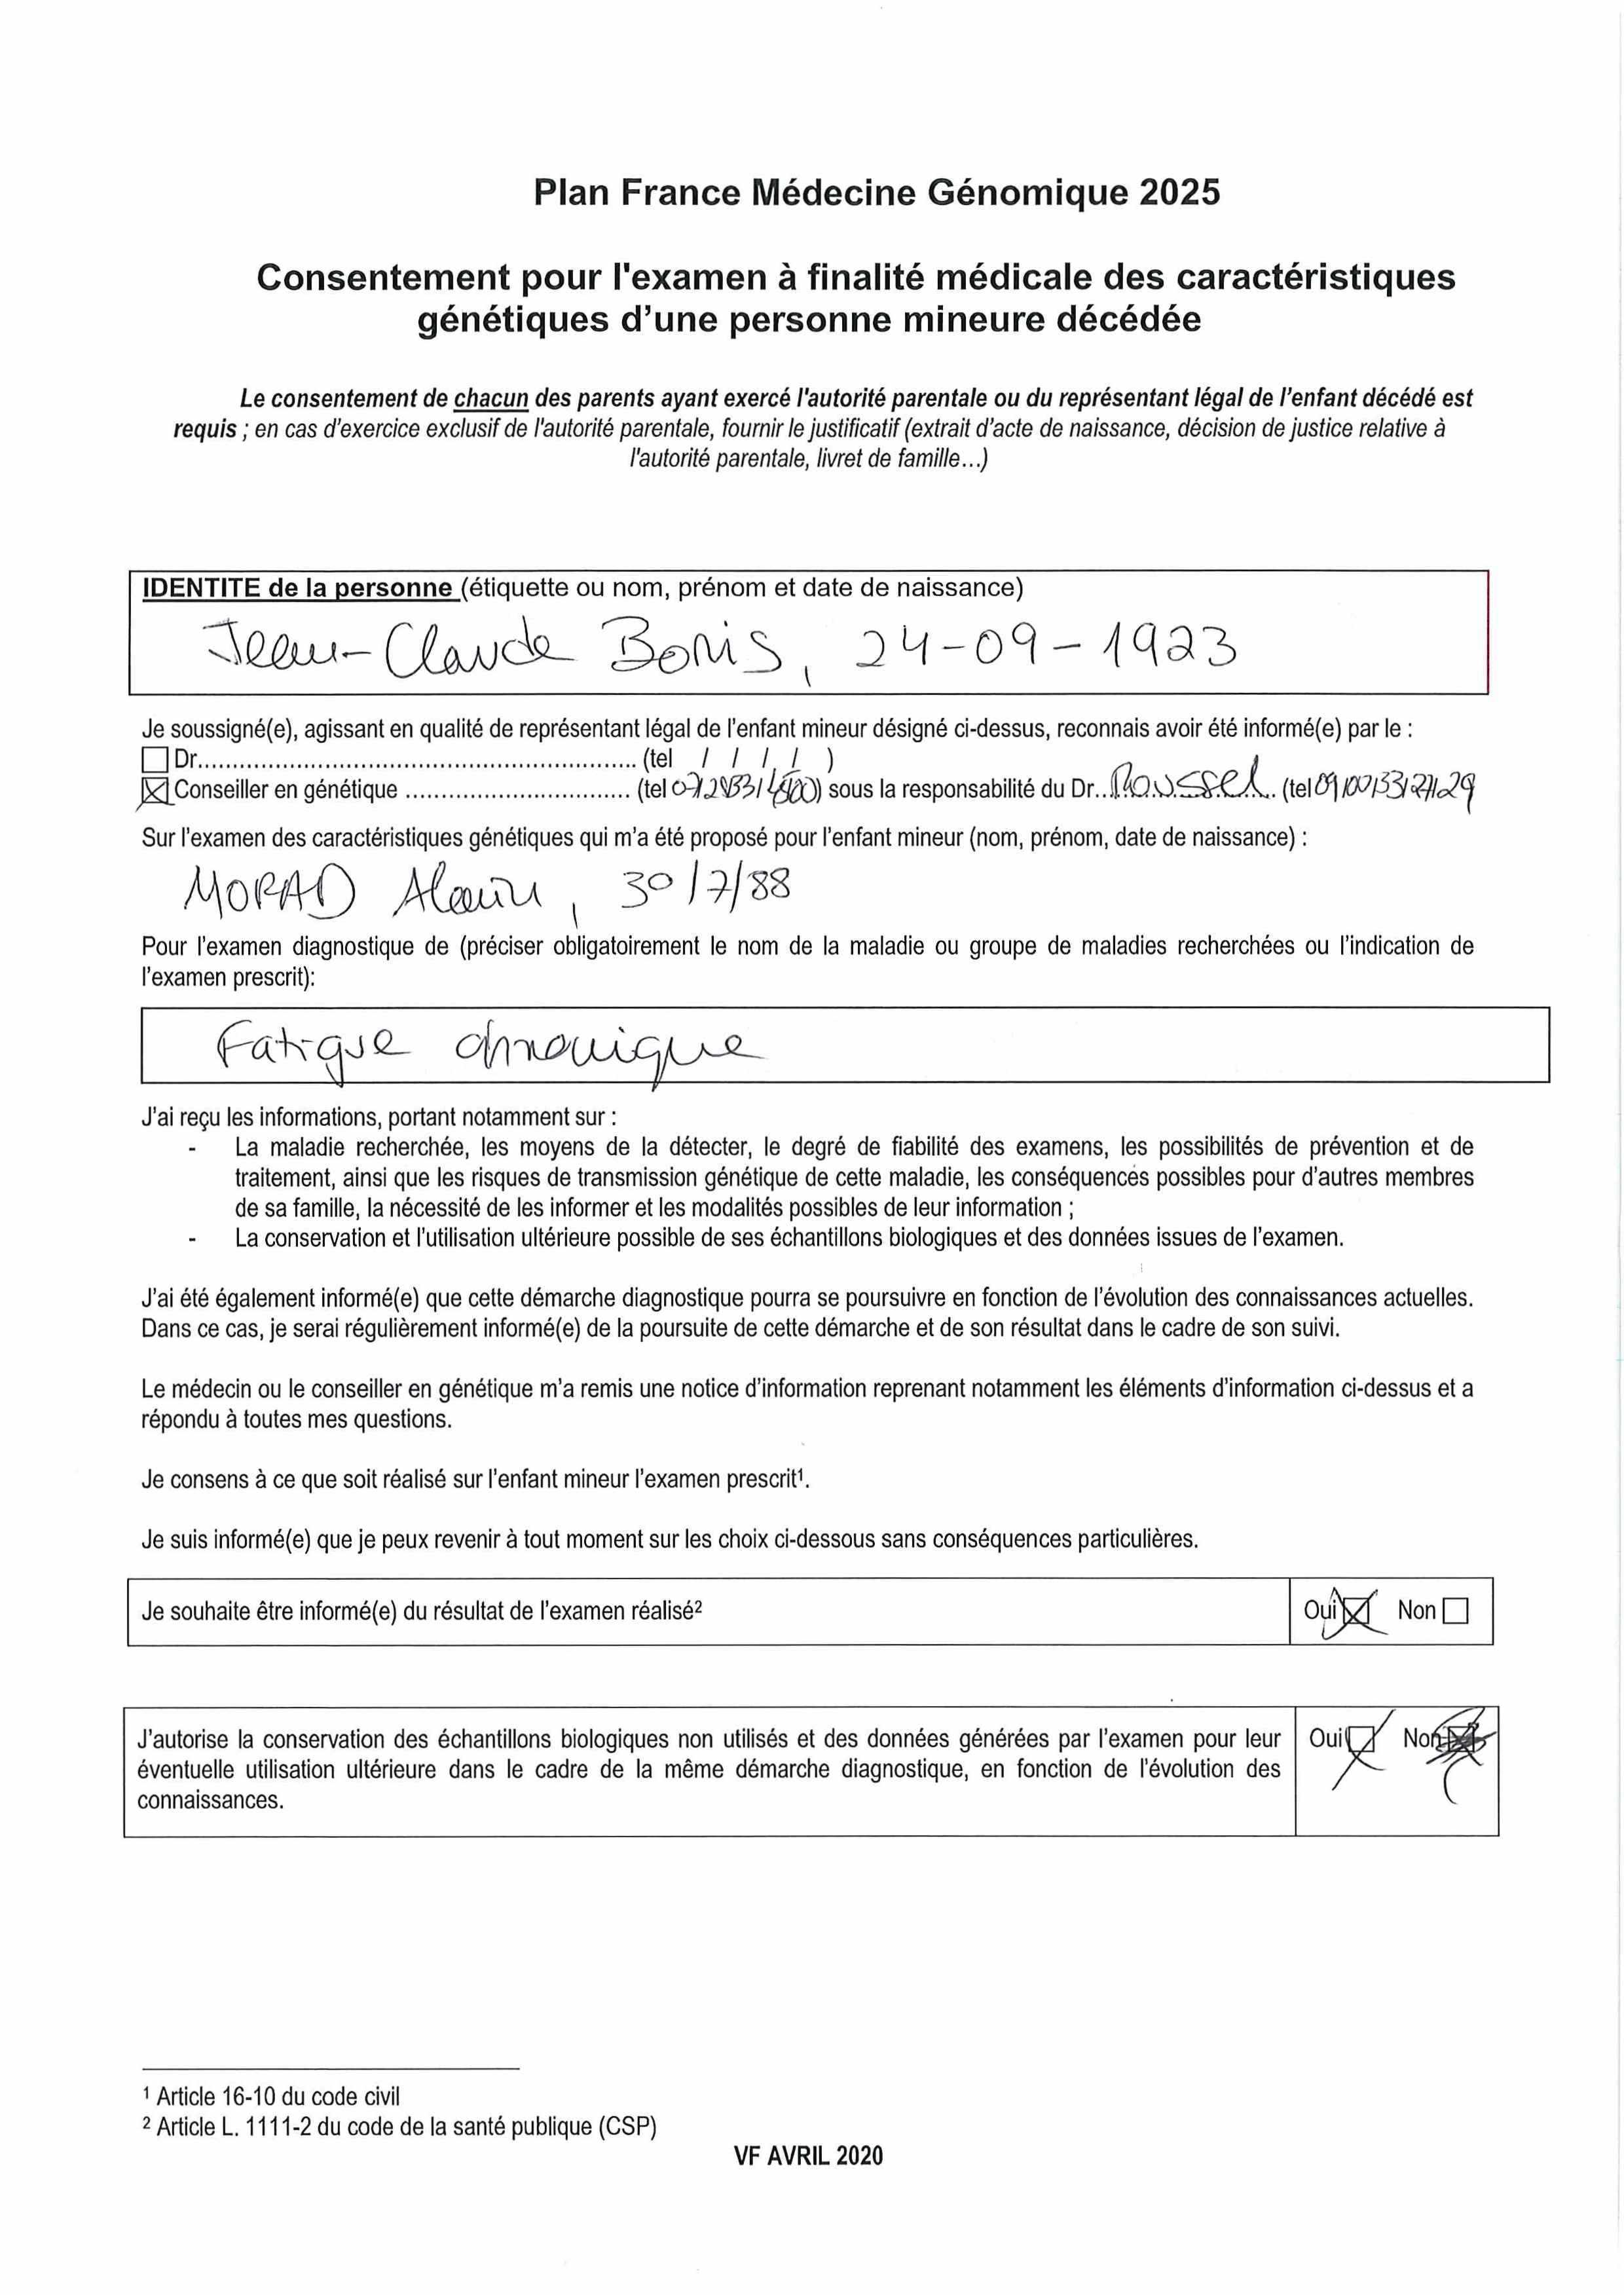 Plan France Médecine Génomique 2025
Consentement pour l'examen à finalité médicale des caractéristiques
génétiques d’une personne mineure décédée
Le consentement de chacun des parents ayant exercé l'autorité parentale ou du représentant légal de l’enfant décédé est
requis ; en cas d’exercice exclusif de l'autorité parentale, fournir le justificatif (extrait d’acte de naissance, décision de justice relative à
l'autorité parentale, livret de famille…)
IDENTITE de la personne (étiquette ou nom, prénom et date de naissance)
Jean-Claude Bonis, 24-09-1923
Je soussigné(e), agissant en qualité de représentant légal de l’enfant mineur désigné ci-dessus, reconnais avoir été informé(e) par le :
☐ Dr.............................................................. (tel / / / / )
☒ Conseiller en génétique ................................ (tel) sous la responsabilité du Dr..Roussel. (tel 09/00/33/27/29
Sur l’examen des caractéristiques génétiques qui m’a été proposé pour l’enfant mineur (nom, prénom, date de naissance) :
MORAD Alain, 30/7/88
Pour l’examen diagnostique de (préciser obligatoirement le nom de la maladie ou groupe de maladies recherchées ou l’indication de
l’examen prescrit):
Fatigue chronique
J’ai reçu les informations, portant notamment sur :
- La maladie recherchée, les moyens de la détecter, le degré de fiabilité des examens, les possibilités de prévention et de
traitement, ainsi que les risques de transmission génétique de cette maladie, les conséquences possibles pour d’autres membres
de sa famille, la nécessité de les informer et les modalités possibles de leur information ;
- La conservation et l’utilisation ultérieure possible de ses échantillons biologiques et des données issues de l’examen.
J’ai été également informé(e) que cette démarche diagnostique pourra se poursuivre en fonction de l’évolution des connaissances actuelles.
Dans ce cas, je serai régulièrement informé(e) de la poursuite de cette démarche et de son résultat dans le cadre de son suivi.
Le médecin ou le conseiller en génétique m’a remis une notice d’information reprenant notamment les éléments d’information ci-dessus et a
répondu à toutes mes questions.
Je consens à ce que soit réalisé sur l’enfant mineur l’examen prescrit¹.
Je suis informé(e) que je peux revenir à tout moment sur les choix ci-dessous sans conséquences particulières.
Je souhaite être informé(e) du résultat de l’examen réalisé² Oui ☒ Non ☐
J’autorise la conservation des échantillons biologiques non utilisés et des données générées par l’examen pour leur Oui ☒ Non ☒
éventuelle utilisation ultérieure dans le cadre de la même démarche diagnostique, en fonction de l’évolution des
connaissances.
¹ Article 16-10 du code civil
² Article L. 1111-2 du code de la santé publique (CSP)
VF AVRIL 2020